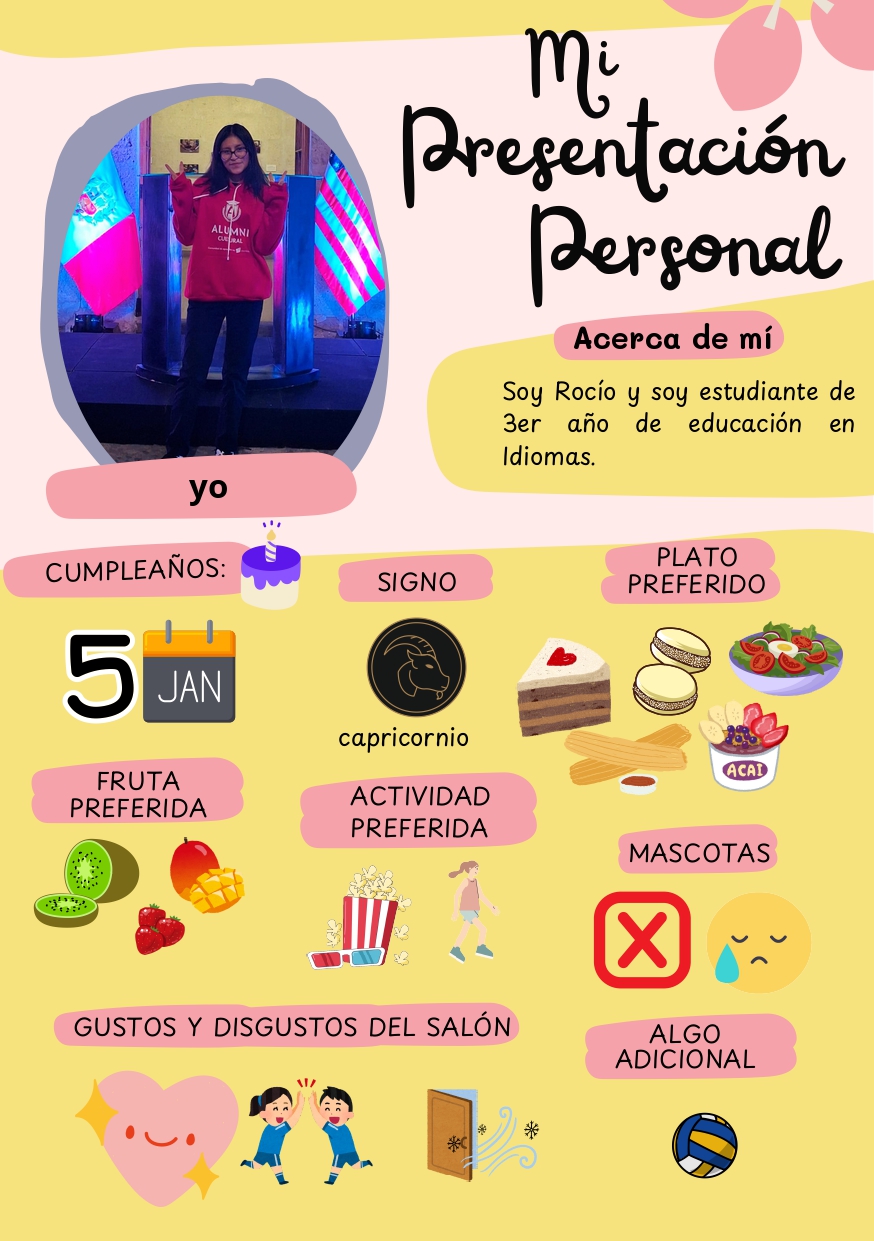 Mi
Presentación
Personal
ALUMNI
CULTURAL
Acerca de mí
Soy Rocío y soy estudiante de
3er año de educación en
Idiomas.
yo
CUMPLEAÑOS:
5 JAN
SIGNO
capricornio
PLATO
PREFERIDO
ACAI
FRUTA
PREFERIDA
ACTIVIDAD
PREFERIDA
MASCOTAS
GUSTOS Y DISGUSTOS DEL SALÓN
ALGO
ADICIONAL